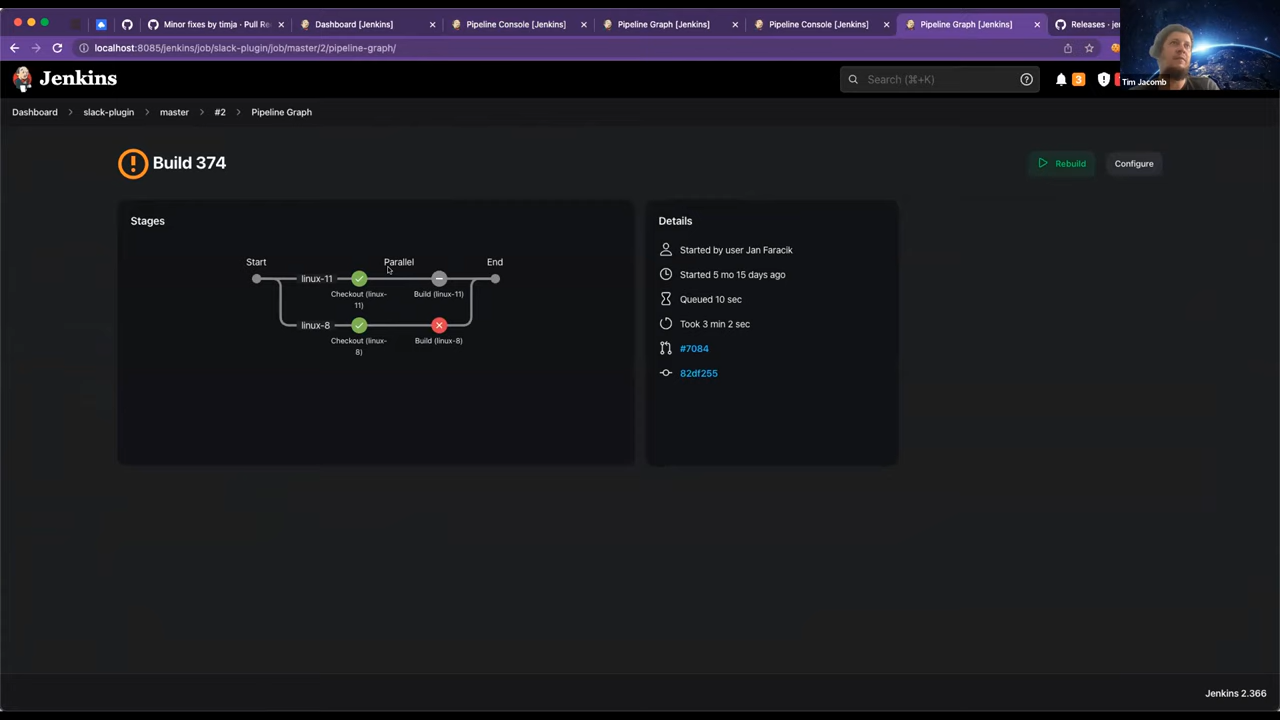 Minor fixes by timja · Pull Re
Dashboard [Jenkins]
Pipeline Console [Jenkins]
Pipeline Graph [Jenkins]
Pipeline Console [Jenkins]
Pipeline Graph [Jenkins]
Releases · jen
localhost:8085/jenkins/job/slack-plugin/job/master/2/pipeline-graph/
Jenkins
Search (⌘+K)
3
Tim Jacomb
Dashboard
slack-plugin
master
#2
Pipeline Graph
Build 374
Rebuild
Configure
Stages
Start
Parallel
End
linux-11
Checkout (linux-
11)
Build (linux-11)
linux-8
Checkout (linux-
8)
Build (linux-8)
Details
Started by user Jan Faracik
Started 5 mo 15 days ago
Queued 10 sec
Took 3 min 2 sec
#7084
82df255
Jenkins 2.366